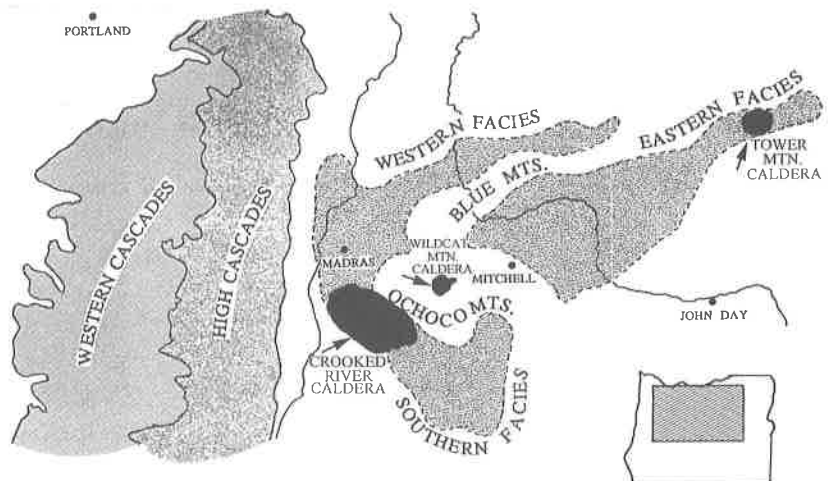 PORTLAND
WESTERN CASCADES
HIGH CASCADES
WESTERN FACIES
EASTERN FACIES
TOWER
MTN.
CALDERA
BLUE MTS.
MADRAS
WILDCAT
MTN.
CALDERA
MITCHELL
OCHOCO MTS.
JOHN DAY
CROOKED
RIVER
CALDERA
SOUTHERN FACIES